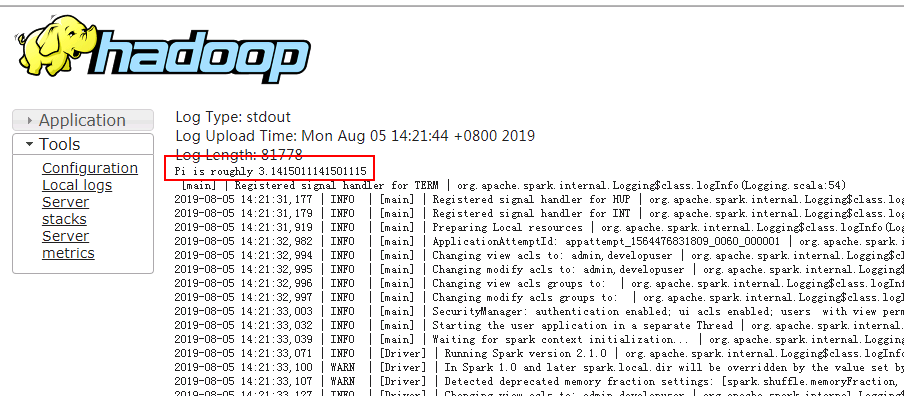 hadoop
Application
Tools
Configuration
Local logs
Server
stacks
Server
metrics
Log Type: stdout
Log Upload Time: Mon Aug 05 14:21:44 +0800 2019
Log Length: 81778
Pi is roughly 3.1415011141501115
[main] | Registered signal handler for TERM | org.apache.spark.internal.Logging$class.logInfo(Logging.scala:54)
2019-08-05 14:21:31,177 | INFO | [main] | Registered signal handler for HUP | org.apache.spark.internal.Logging$class.log
2019-08-05 14:21:31,179 | INFO | [main] | Registered signal handler for INT | org.apache.spark.internal.Logging$class.log
2019-08-05 14:21:31,919 | INFO | [main] | Preparing Local resources | org.apache.spark.internal.Logging$class.logInfo(Lo
2019-08-05 14:21:32,982 | INFO | [main] | ApplicationAttemptId: appattempt_1564476831809_0060_000001 | org.apache.spark.i
2019-08-05 14:21:32,994 | INFO | [main] | Changing view acls to: admin,developuser | org.apache.spark.internal.Logging$cl
2019-08-05 14:21:32,995 | INFO | [main] | Changing modify acls to: admin,developuser | org.apache.spark.internal.Logging$
2019-08-05 14:21:32,996 | INFO | [main] | Changing view acls groups to: | org.apache.spark.internal.Logging$class.logInf
2019-08-05 14:21:32,997 | INFO | [main] | Changing modify acls groups to: | org.apache.spark.internal.Logging$class.logI
2019-08-05 14:21:33,003 | INFO | [main] | SecurityManager: authentication enabled; ui acls enabled; users with view perm
2019-08-05 14:21:33,032 | INFO | [main] | Starting the user application in a separate Thread | org.apache.spark.internal.
2019-08-05 14:21:33,039 | INFO | [main] | Waiting for spark context initialization... | org.apache.spark.internal.Logging
2019-08-05 14:21:33,071 | INFO | [Driver] | Running Spark version 2.1.0 | org.apache.spark.internal.Logging$class.logInfo
2019-08-05 14:21:33,100 | WARN | [Driver] | In Spark 1.0 and later spark.local.dir will be overridden by the value set by
2019-08-05 14:21:33,107 | WARN | [Driver] | Detected deprecated memory fraction settings: [spark.shuffle.memoryFraction,